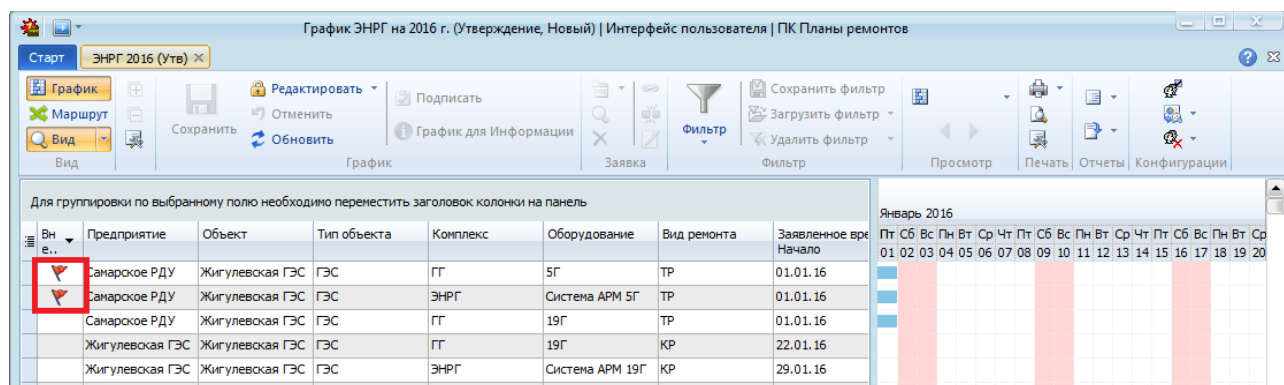 График ЭНРГ на 2016 г. (Утверждение, Новый) | Интерфейс пользователя | ПК Планы ремонтов
Старт ЭНРГ 2016 (Утв)
График Редактировать Подписать Сохранить фильтр
Маршрут Сохранить Отменить Фильтр Загрузить фильтр
Вид Обновить График для Информации Удалить фильтр
Вид График Заявка Фильтр Просмотр Печать Отчеты Конфигурации
Для группировки по выбранному полю необходимо переместить заголовок колонки на панель
Январь 2016
Вн Предприятие Объект Тип объекта Комплекс Оборудование Вид ремонта Заявленное вре Пт Сб Вс Пн Вт Ср Чт Пт Сб Вс Пн Вт Ср Чт Пт Сб Вс Пн Вт Ср
е.. Начало 01 02 03 04 05 06 07 08 09 10 11 12 13 14 15 16 17 18 19 20
Самарское РДУ Жигулевская ГЭС ГЭС ГГ 5Г ТР 01.01.16
Самарское РДУ Жигулевская ГЭС ГЭС ЭНРГ Система АРМ 5Г ТР 01.01.16
Самарское РДУ Жигулевская ГЭС ГЭС ГГ 19Г ТР 01.01.16
Жигулевская ГЭС Жигулевская ГЭС ГЭС ГГ 19Г КР 22.01.16
Жигулевская ГЭС Жигулевская ГЭС ГЭС ЭНРГ Система АРМ 19Г КР 29.01.16